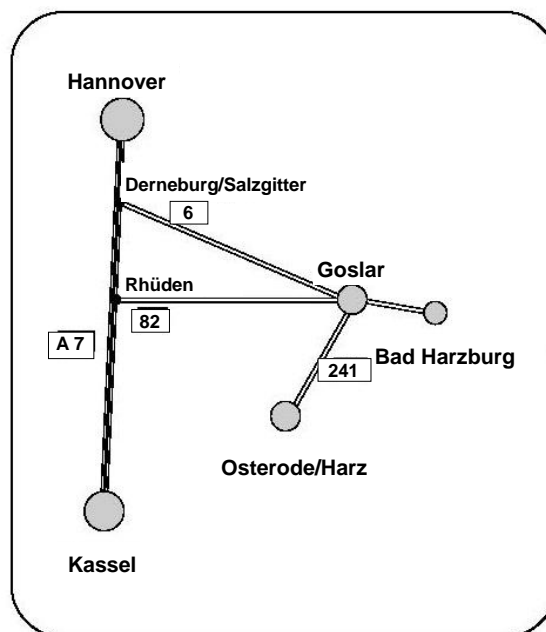 Hannover
Derneburg/Salzgitter
6
Goslar
Rhüden
82
A 7
Bad Harzburg
241
Osterode/Harz
Kassel